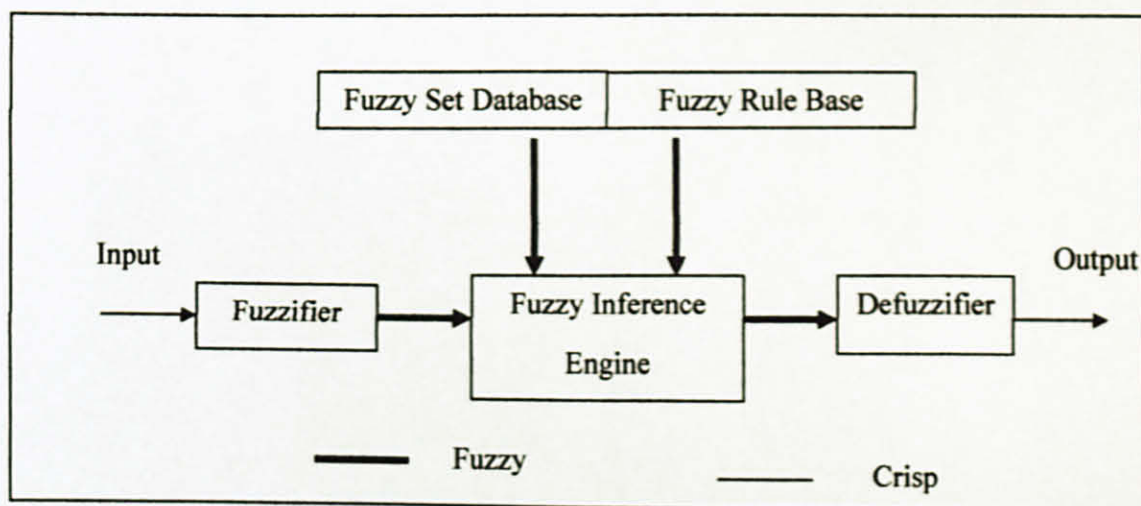 Fuzzy Set Database
Fuzzy Rule Base
Input
Output
Fuzzifier
Fuzzy Inference
Engine
Defuzzifier
Fuzzy
Crisp